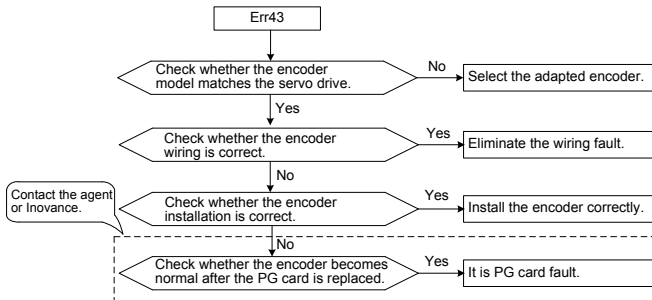 Err43
Check whether the encoder
model matches the servo drive.
No
Select the adapted encoder.
Yes
Check whether the encoder
wiring is correct.
Yes
Eliminate the wiring fault.
No
Contact the agent
or Inovance.
Check whether the encoder
installation is correct.
Yes
Install the encoder correctly.
No
Check whether the encoder becomes
normal after the PG card is replaced.
Yes
It is PG card fault.